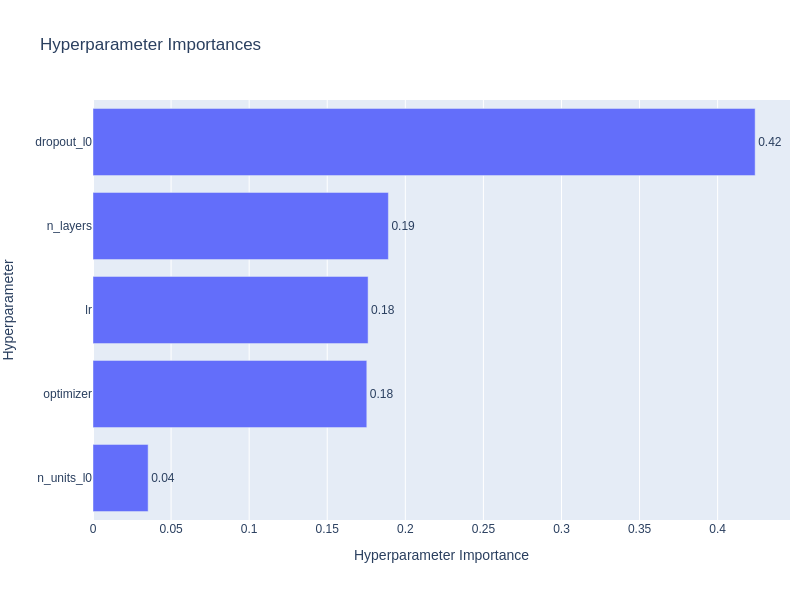 Hyperparameter Importances
dropout_l0
0.42
n_layers
0.19
lr
0.18
optimizer
0.18
n_units_l0
0.04
0 0.05 0.1 0.15 0.2 0.25 0.3 0.35 0.4
Hyperparameter Importance
Hyperparameter